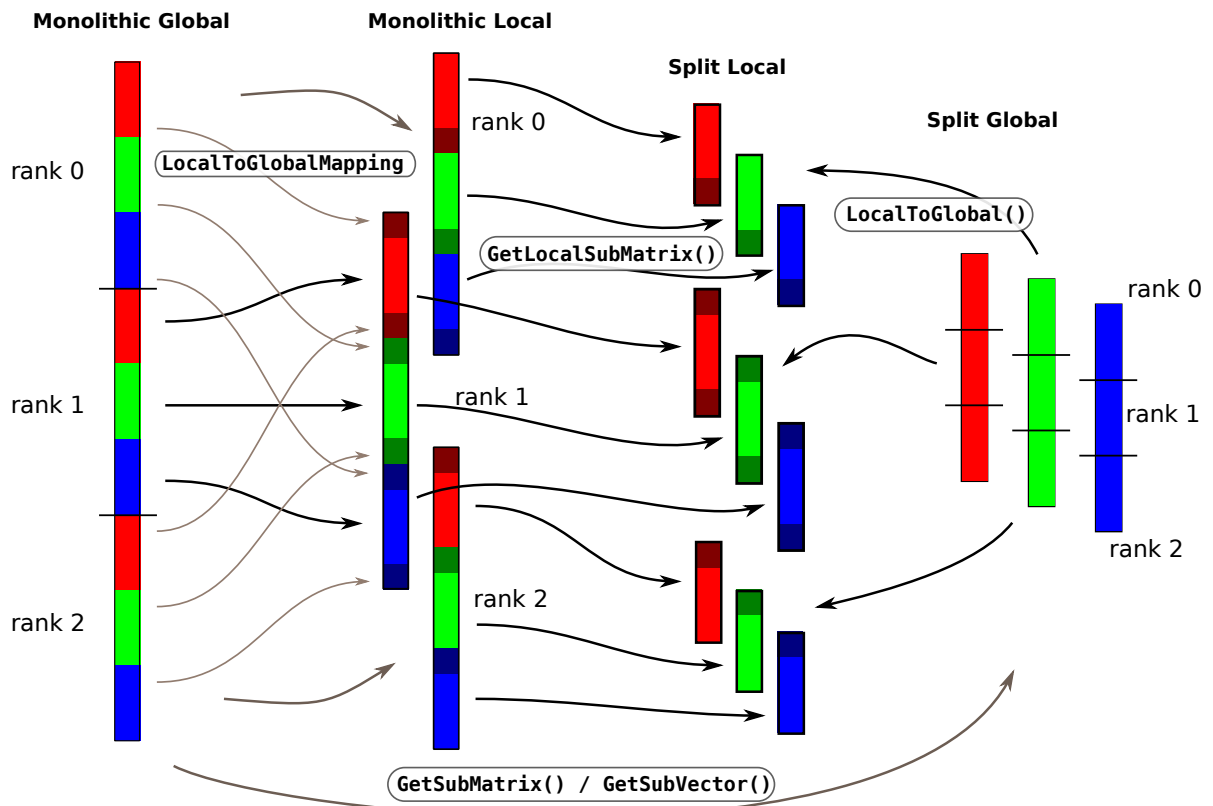 Monolithic Global
Monolithic Local
Split Local
Split Global
rank 0
rank 1
rank 2
LocalToGlobalMapping
rank 0
rank 1
rank 2
GetLocalSubMatrix()
LocalToGlobal()
rank 0
rank 1
rank 2
GetSubMatrix() / GetSubVector()